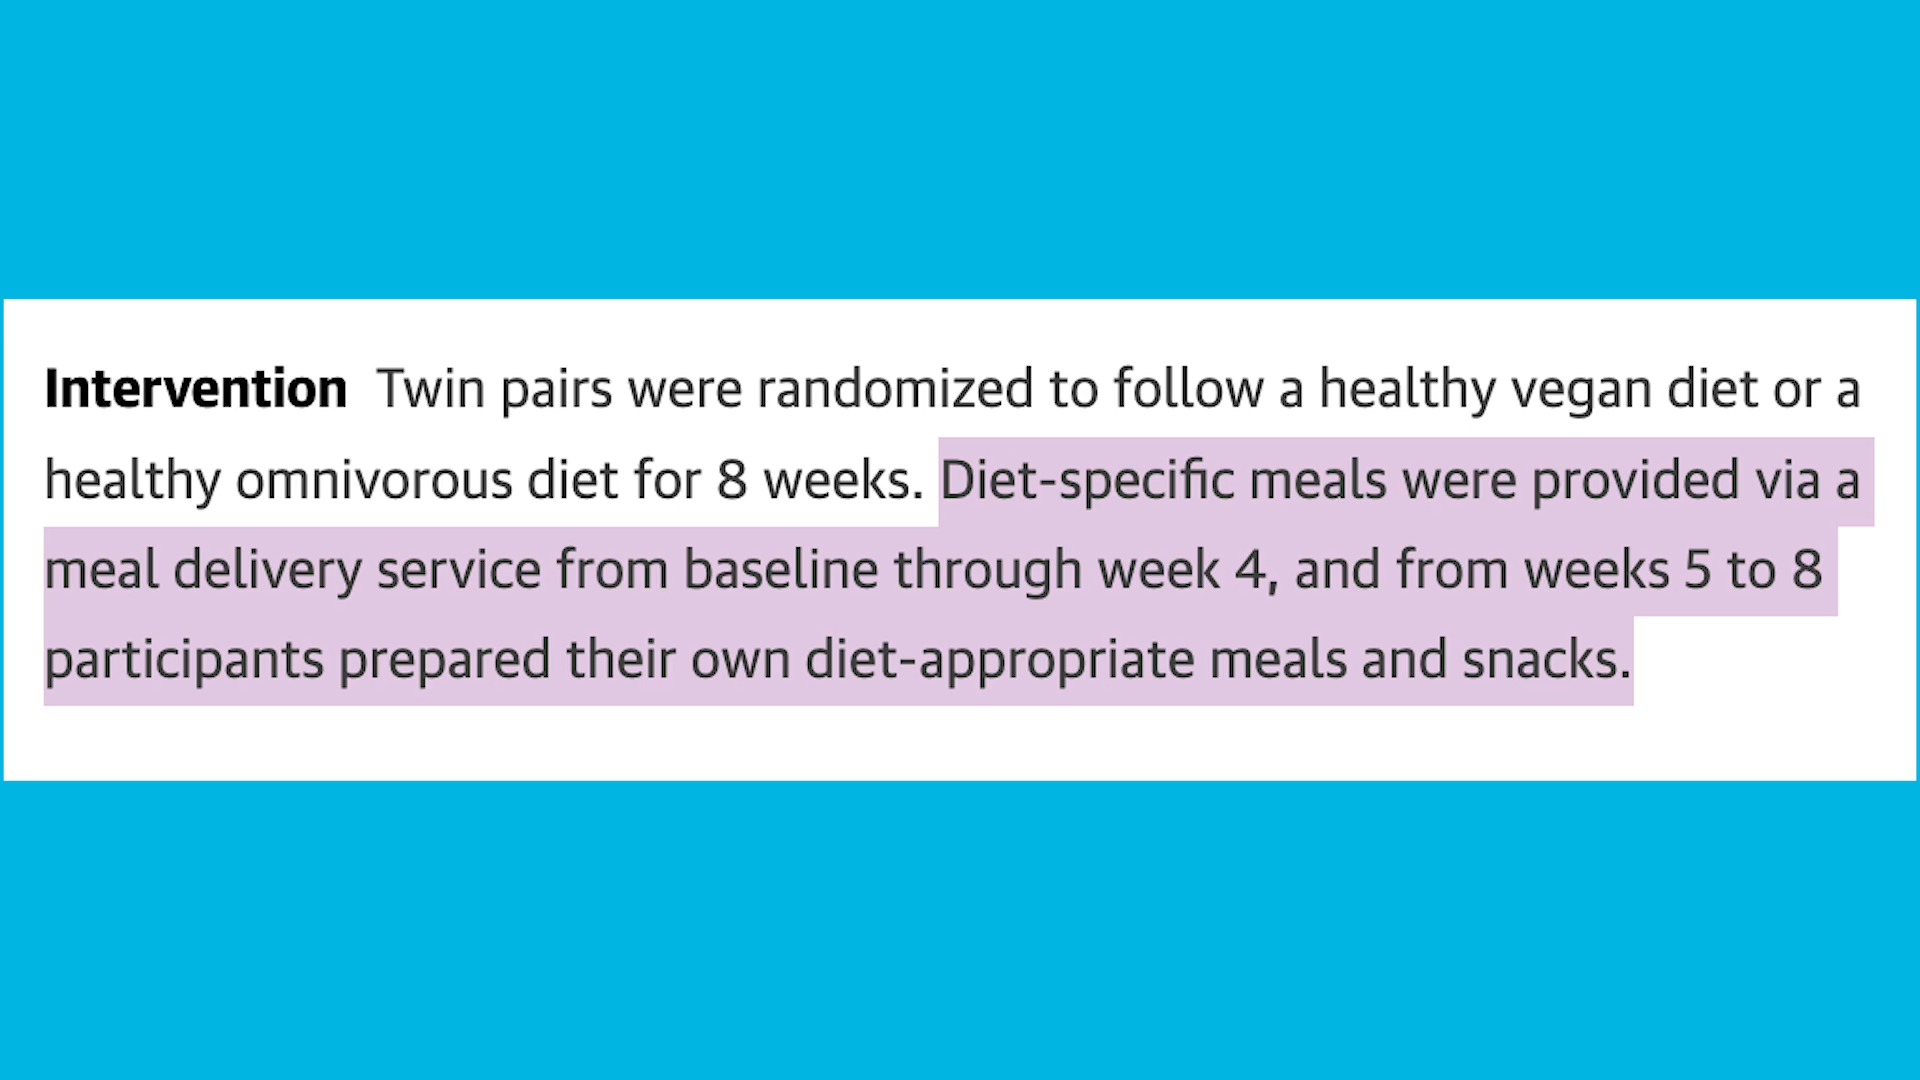 Intervention Twin pairs were randomized to follow a healthy vegan diet or a
healthy omnivorous diet for 8 weeks. Diet-specific meals were provided via a
meal delivery service from baseline through week 4, and from weeks 5 to 8
participants prepared their own diet-appropriate meals and snacks.